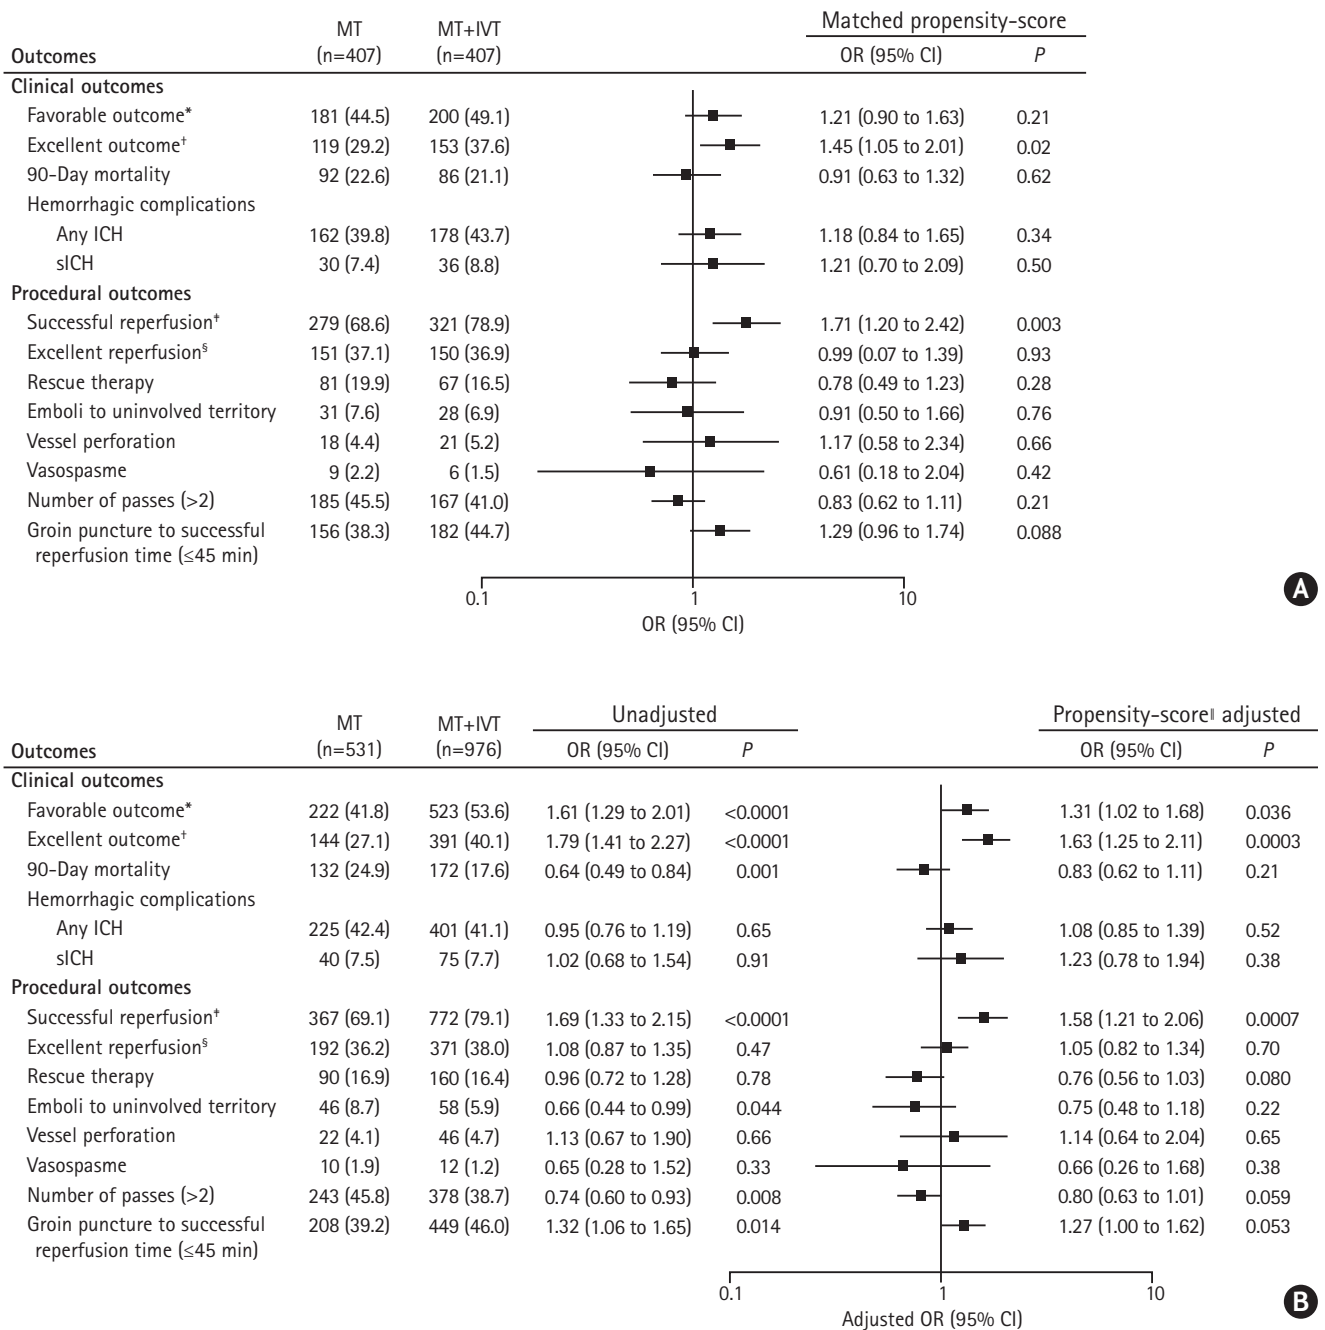 MT MT+IVT Matched propensity-score
Outcomes (n=407) (n=407) OR (95% CI) P
Clinical outcomes
Favorable outcome* 181 (44.5) 200 (49.1) 1.21 (0.90 to 1.63) 0.21
Excellent outcome† 119 (29.2) 153 (37.6) 1.45 (1.05 to 2.01) 0.02
90-Day mortality 92 (22.6) 86 (21.1) 0.91 (0.63 to 1.32) 0.62
Hemorrhagic complications
Any ICH 162 (39.8) 178 (43.7) 1.18 (0.84 to 1.65) 0.34
sICH 30 (7.4) 36 (8.8) 1.21 (0.70 to 2.09) 0.50
Procedural outcomes
Successful reperfusion‡ 279 (68.6) 321 (78.9) 1.71 (1.20 to 2.42) 0.003
Excellent reperfusion§ 151 (37.1) 150 (36.9) 0.99 (0.07 to 1.39) 0.93
Rescue therapy 81 (19.9) 67 (16.5) 0.78 (0.49 to 1.23) 0.28
Emboli to uninvolved territory 31 (7.6) 28 (6.9) 0.91 (0.50 to 1.66) 0.76
Vessel perforation 18 (4.4) 21 (5.2) 1.17 (0.58 to 2.34) 0.66
Vasospasme 9 (2.2) 6 (1.5) 0.61 (0.18 to 2.04) 0.42
Number of passes (>2) 185 (45.5) 167 (41.0) 0.83 (0.62 to 1.11) 0.21
Groin puncture to successful 156 (38.3) 182 (44.7) 1.29 (0.96 to 1.74) 0.088
reperfusion time (≤45 min)
0.1 1 10
OR (95% CI)
A
MT MT+IVT Unadjusted Propensity-score‖ adjusted
Outcomes (n=531) (n=976) OR (95% CI) P OR (95% CI) P
Clinical outcomes
Favorable outcome* 222 (41.8) 523 (53.6) 1.61 (1.29 to 2.01) <0.0001 1.31 (1.02 to 1.68) 0.036
Excellent outcome† 144 (27.1) 391 (40.1) 1.79 (1.41 to 2.27) <0.0001 1.63 (1.25 to 2.11) 0.0003
90-Day mortality 132 (24.9) 172 (17.6) 0.64 (0.49 to 0.84) 0.001 0.83 (0.62 to 1.11) 0.21
Hemorrhagic complications
Any ICH 225 (42.4) 401 (41.1) 0.95 (0.76 to 1.19) 0.65 1.08 (0.85 to 1.39) 0.52
sICH 40 (7.5) 75 (7.7) 1.02 (0.68 to 1.54) 0.91 1.23 (0.78 to 1.94) 0.38
Procedural outcomes
Successful reperfusion‡ 367 (69.1) 772 (79.1) 1.69 (1.33 to 2.15) <0.0001 1.58 (1.21 to 2.06) 0.0007
Excellent reperfusion§ 192 (36.2) 371 (38.0) 1.08 (0.87 to 1.35) 0.47 1.05 (0.82 to 1.34) 0.70
Rescue therapy 90 (16.9) 160 (16.4) 0.96 (0.72 to 1.28) 0.78 0.76 (0.56 to 1.03) 0.080
Emboli to uninvolved territory 46 (8.7) 58 (5.9) 0.66 (0.44 to 0.99) 0.044 0.75 (0.48 to 1.18) 0.22
Vessel perforation 22 (4.1) 46 (4.7) 1.13 (0.67 to 1.90) 0.66 1.14 (0.64 to 2.04) 0.65
Vasospasme 10 (1.9) 12 (1.2) 0.65 (0.28 to 1.52) 0.33 0.66 (0.26 to 1.68) 0.38
Number of passes (>2) 243 (45.8) 378 (38.7) 0.74 (0.60 to 0.93) 0.008 0.80 (0.63 to 1.01) 0.059
Groin puncture to successful 208 (39.2) 449 (46.0) 1.32 (1.06 to 1.65) 0.014 1.27 (1.00 to 1.62) 0.053
reperfusion time (≤45 min)
0.1 1 10
Adjusted OR (95% CI)
B